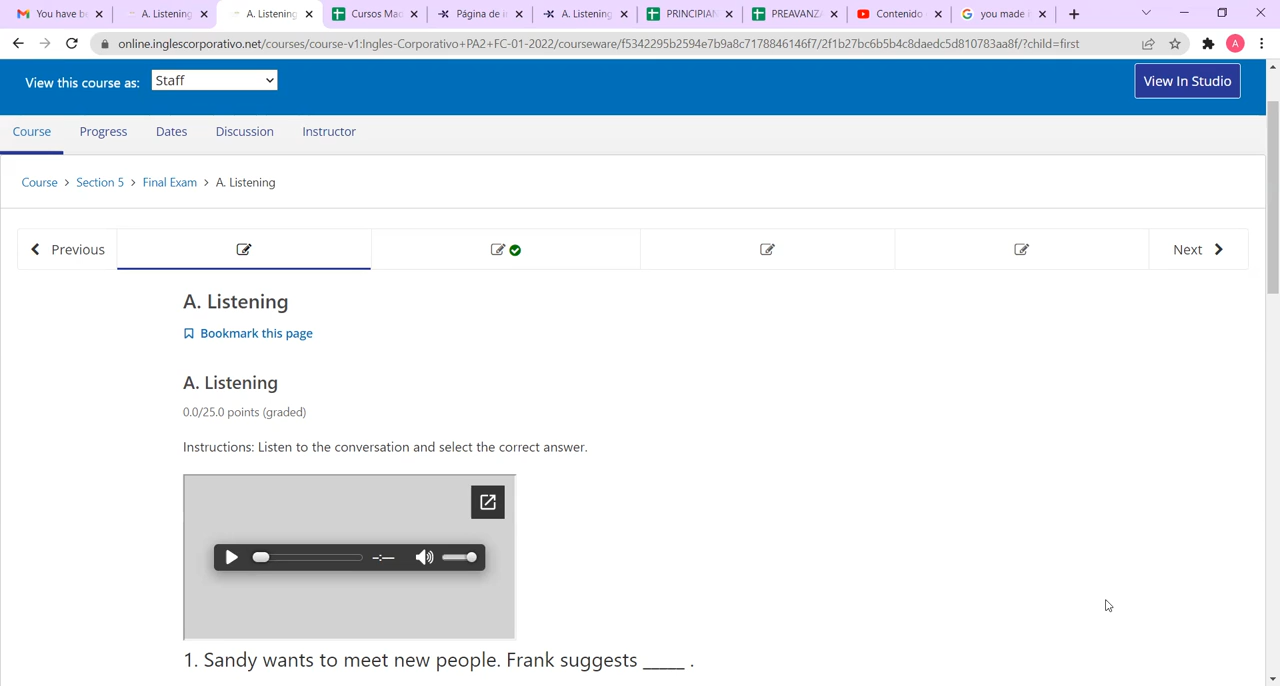 You have be
A. Listening
A. Listening
Cursos Mac
Página de i
A. Listening
PRINCIPIAN
PREAVANZA
Contenido
you made i
online.inglescorporativo.net/courses/course-v1:Ingles-Corporativo+PA2+FC-01-2022/courseware/f5342295b2594e7b9a8c7178846146f7/2f1b27bc6b5b4c8daedc5d810783aa8f/?child=first
A
View this course as:
Staff
View In Studio
Course
Progress
Dates
Discussion
Instructor
Course > Section 5 > Final Exam > A. Listening
Previous
Next
A. Listening
Bookmark this page
A. Listening
0.0/25.0 points (graded)
Instructions: Listen to the conversation and select the correct answer.
-:--
1. Sandy wants to meet new people. Frank suggests _____ .